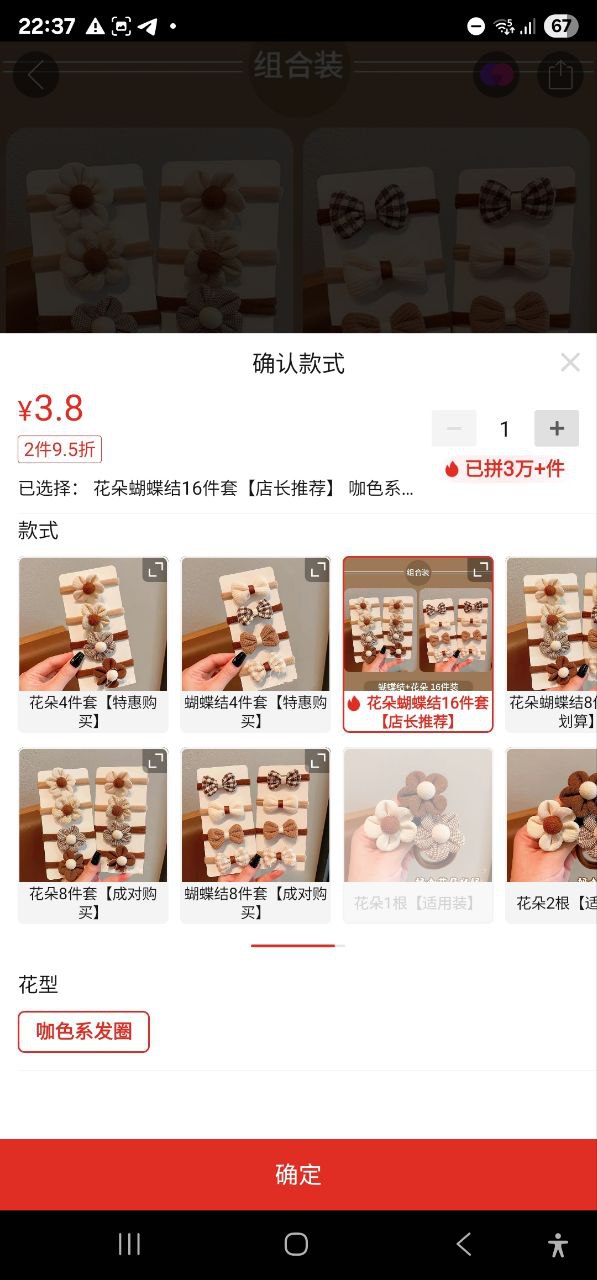 22:37
67
组合装
确认款式
¥3.8
2件9.5折
1
已拼3万+件
已选择： 花朵蝴蝶结16件套【店长推荐】 咖色系...
款式
组合装
蝴蝶结+花朵 16件装
花朵4件套【特惠购
买】
蝴蝶结4件套【特惠购
买】
花朵蝴蝶结16件套
【店长推荐】
花朵蝴蝶结8
划算】
花朵8件套【成对购
买】
蝴蝶结8件套【成对购
买】
花朵1根【适用装】
花朵2根【适
花型
咖色系发圈
确定